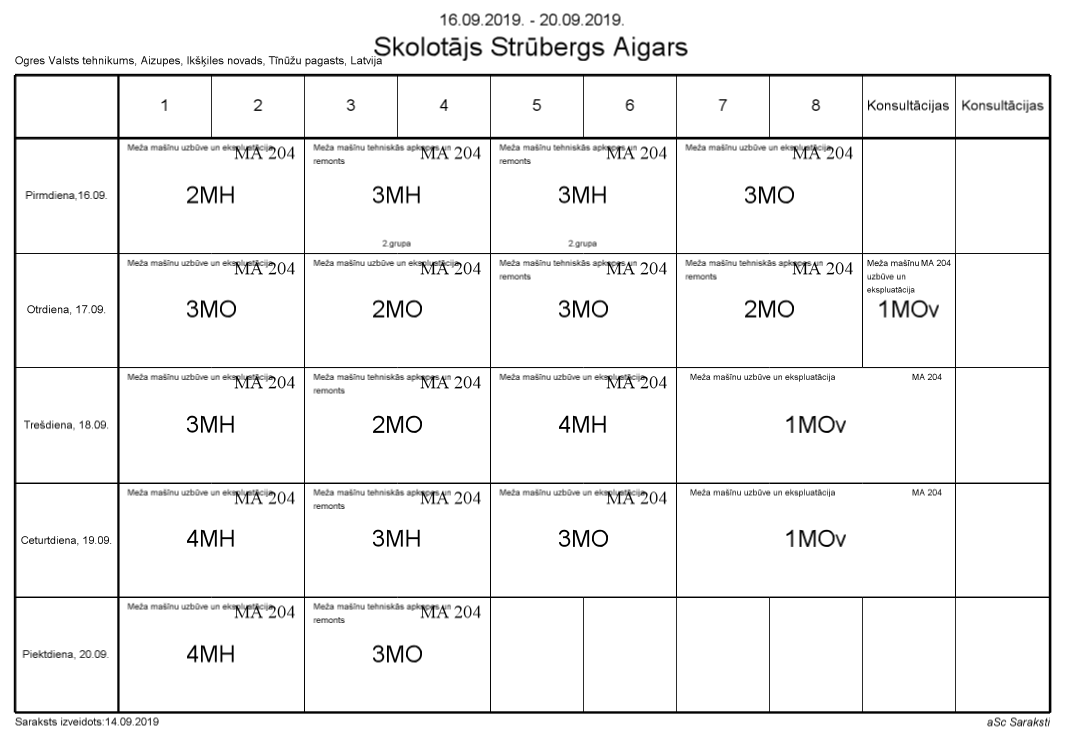 16.09.2019. - 20.09.2019.
Skolotājs Strūbergs Aigars
Ogres Valsts tehnikums, Aizupes, Ikšķiles novads, Tīnūžu pagasts, Latvija
1 2 3 4 5 6 7 8 Konsultācijas Konsultācijas
Pirmdiena,16.09.
Meža mašīnu uzbūve un ekspluatācija MA 204
2MH
Meža mašīnu tehniskās apkopes un MA 204
remonts
3MH
2.grupa
Meža mašīnu tehniskās apkopes un MA 204
remonts
3MH
2.grupa
Meža mašīnu uzbūve un ekspluatācija MA 204
3MO
Otrdiena, 17.09.
Meža mašīnu uzbūve un ekspluatācija MA 204
3MO
Meža mašīnu uzbūve un ekspluatācija MA 204
2MO
Meža mašīnu tehniskās apkopes un MA 204
remonts
3MO
Meža mašīnu tehniskās apkopes un MA 204
remonts
2MO
Meža mašīnu MA 204
uzbūve un
ekspluatācija
1MOv
Trešdiena, 18.09.
Meža mašīnu uzbūve un ekspluatācija MA 204
3MH
Meža mašīnu tehniskās apkopes un MA 204
remonts
2MO
Meža mašīnu uzbūve un ekspluatācija MA 204
4MH
Meža mašīnu uzbūve un ekspluatācija MA 204
1MOv
Ceturtdiena, 19.09.
Meža mašīnu uzbūve un ekspluatācija MA 204
4MH
Meža mašīnu tehniskās apkopes un MA 204
remonts
3MH
Meža mašīnu uzbūve un ekspluatācija MA 204
3MO
Meža mašīnu uzbūve un ekspluatācija MA 204
1MOv
Piektdiena, 20.09.
Meža mašīnu uzbūve un ekspluatācija MA 204
4MH
Meža mašīnu tehniskās apkopes un MA 204
remonts
3MO
Saraksts izveidots:14.09.2019
aSc Saraksti